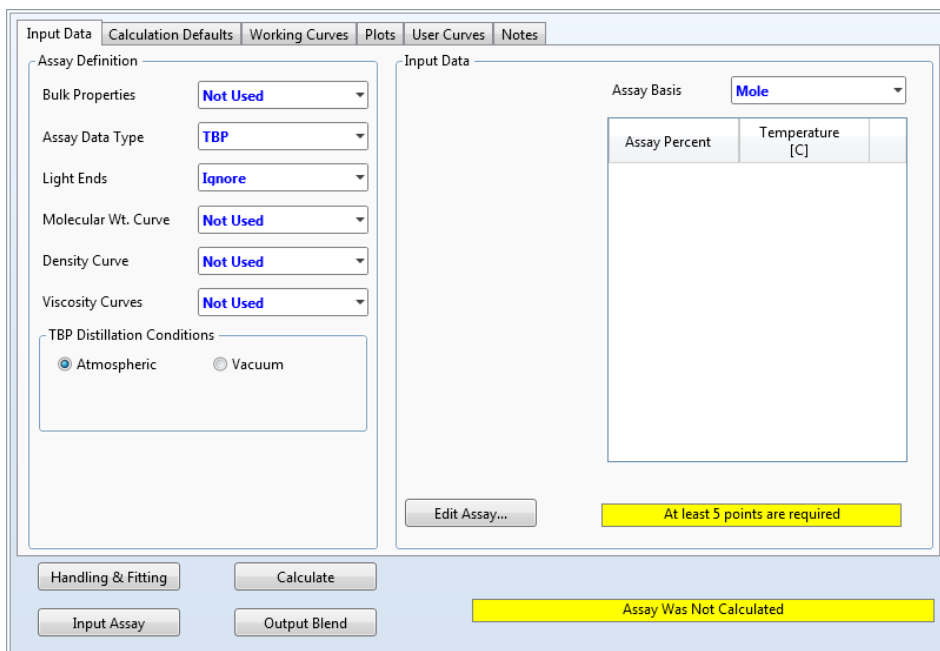 Input Data Calculation Defaults Working Curves Plots User Curves Notes
Assay Definition
Bulk Properties Not Used
Assay Data Type TBP
Light Ends Ignore
Molecular Wt. Curve Not Used
Density Curve Not Used
Viscosity Curves Not Used
TBP Distillation Conditions
Atmospheric Vacuum
Input Data
Assay Basis Mole
Assay Percent Temperature
[C]
Edit Assay... At least 5 points are required
Handling & Fitting Calculate
Input Assay Output Blend
Assay Was Not Calculated